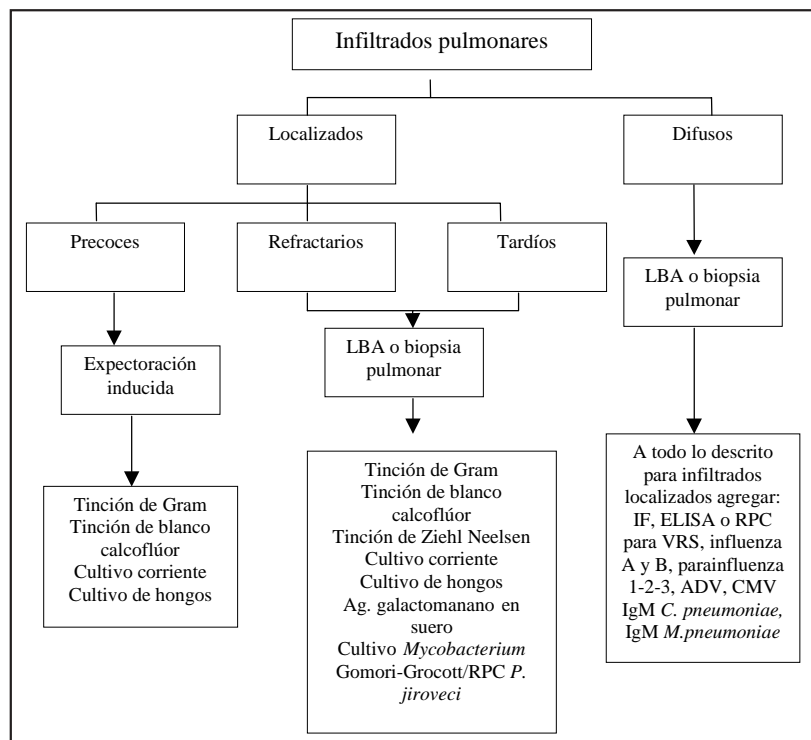 Infiltrados pulmonares
Localizados
Difusos
Precoces
Refractarios
Tardíos
LBA o biopsia
pulmonar
Expectoración
inducida
LBA o biopsia
pulmonar
Tinción de Gram
Tinción de blanco
calcoflúor
Cultivo corriente
Cultivo de hongos
Tinción de Gram
Tinción de blanco
calcoflúor
Tinción de Ziehl Neelsen
Cultivo corriente
Cultivo de hongos
Ag. galactomanano en
suero
Cultivo Mycobacterium
Gomori-Grocott/RPC P.
jiroveci
A todo lo descrito
para infiltrados
localizados agregar:
IF, ELISA o RPC
para VRS, influenza
A y B, parainfluenza
1-2-3, ADV, CMV
IgM C. pneumoniae,
IgM M.pneumoniae